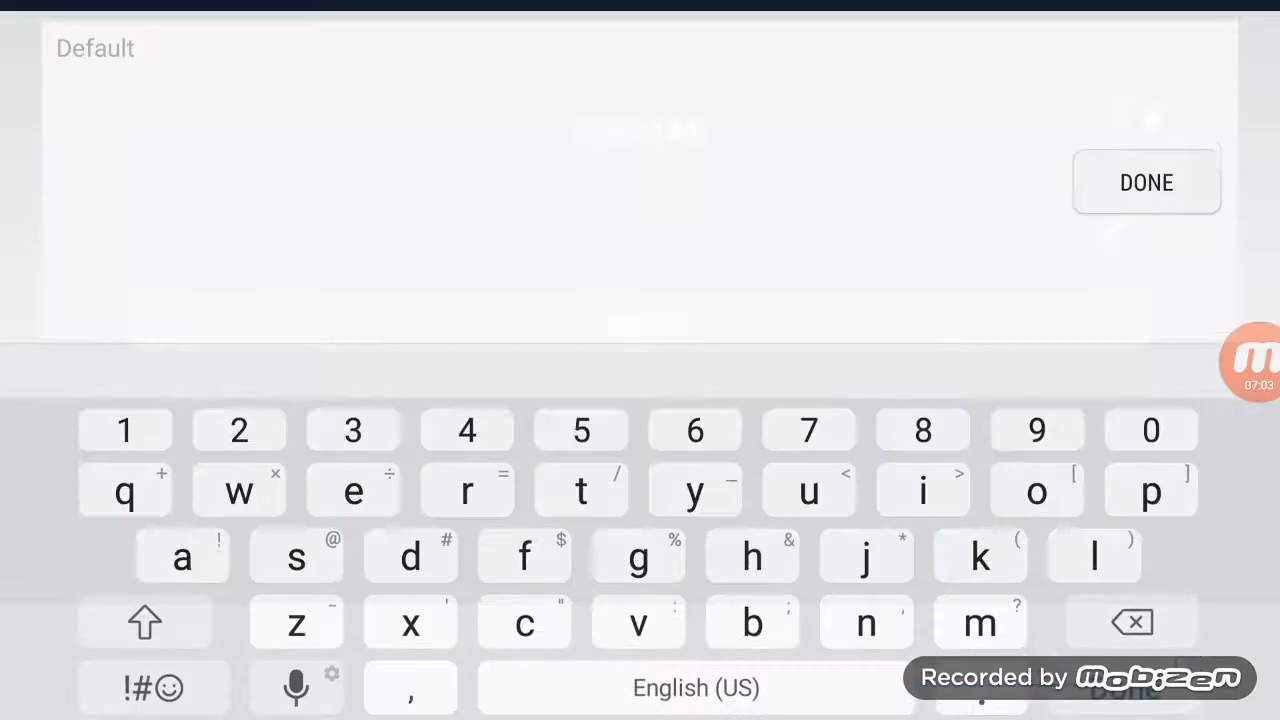 Default
DONE
07:03
1 2 3 4 5 6 7 8 9 0
q + w × e ÷ r = t / y _ u < i > o [ p ]
a ! s @ d # f $ g % h & j * k ( l )
z - x ' c " v : b ; n , m ?
!#☺ , English (US) .
Recorded by mobizen
Done